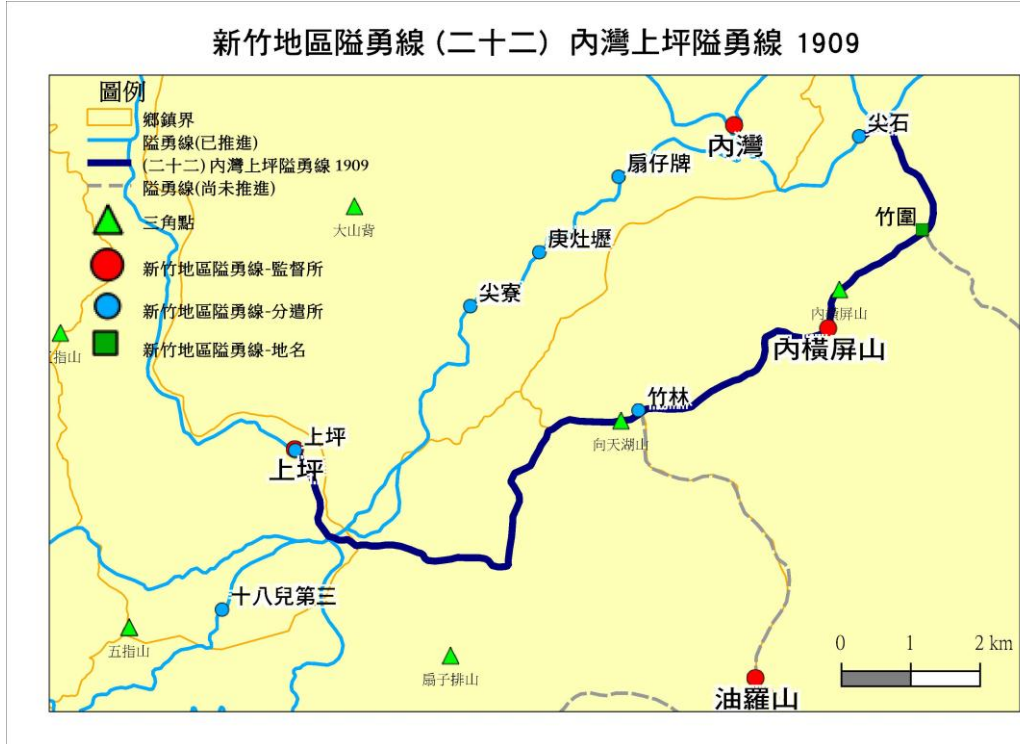 新竹地區隘勇線 (二十二) 內灣上坪隘勇線 1909
圖例
鄉鎮界
隘勇線(已推進)
(二十二) 內灣上坪隘勇線 1909
隘勇線(尚未推進)
三角點
新竹地區隘勇線-監督所
新竹地區隘勇線-分遣所
新竹地區隘勇線-地名
尖石
內灣
扇仔牌
大山背
竹圍
庚灶壢
尖寮
內橫屏山
指山
內橫屏山
竹林
上坪
向天湖山
上坪
十八兒第三
五指山
扇子排山
0 1 2 km
油羅山